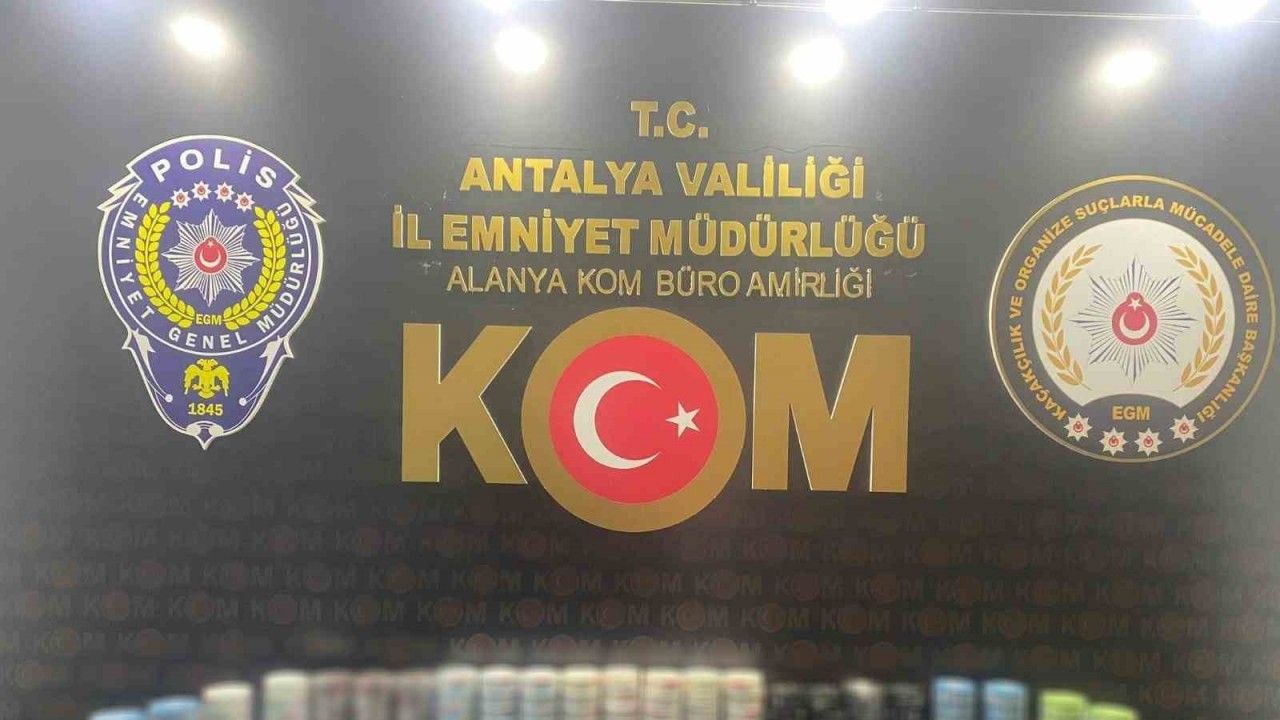 POLİS
EMNİYET GENEL MÜDÜRLÜĞÜ
EGM
1845
T.C.
ANTALYA VALİLİĞİ
İL EMNİYET MÜDÜRLÜĞÜ
ALANYA KOM BÜRO AMİRLİĞİ
KOM
KAÇAKÇILIK VE ORGANİZE SUÇLARLA MÜCADELE DAİRE BAŞKANLIĞI
EGM